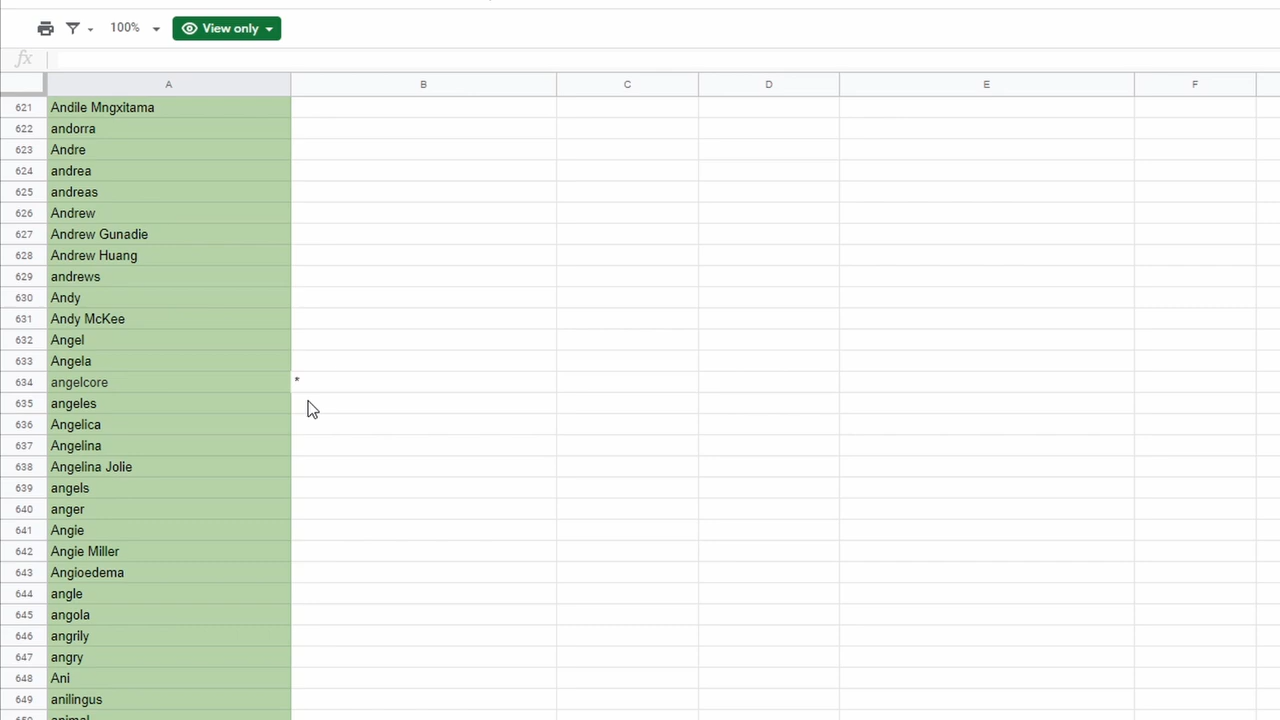 100% View only
fx
A B C D E F
621 Andile Mngxitama
622 andorra
623 Andre
624 andrea
625 andreas
626 Andrew
627 Andrew Gunadie
628 Andrew Huang
629 andrews
630 Andy
631 Andy McKee
632 Angel
633 Angela
634 angelcore *
635 angeles
636 Angelica
637 Angelina
638 Angelina Jolie
639 angels
640 anger
641 Angie
642 Angie Miller
643 Angioedema
644 angle
645 angola
646 angrily
647 angry
648 Ani
649 anilingus
650 animal